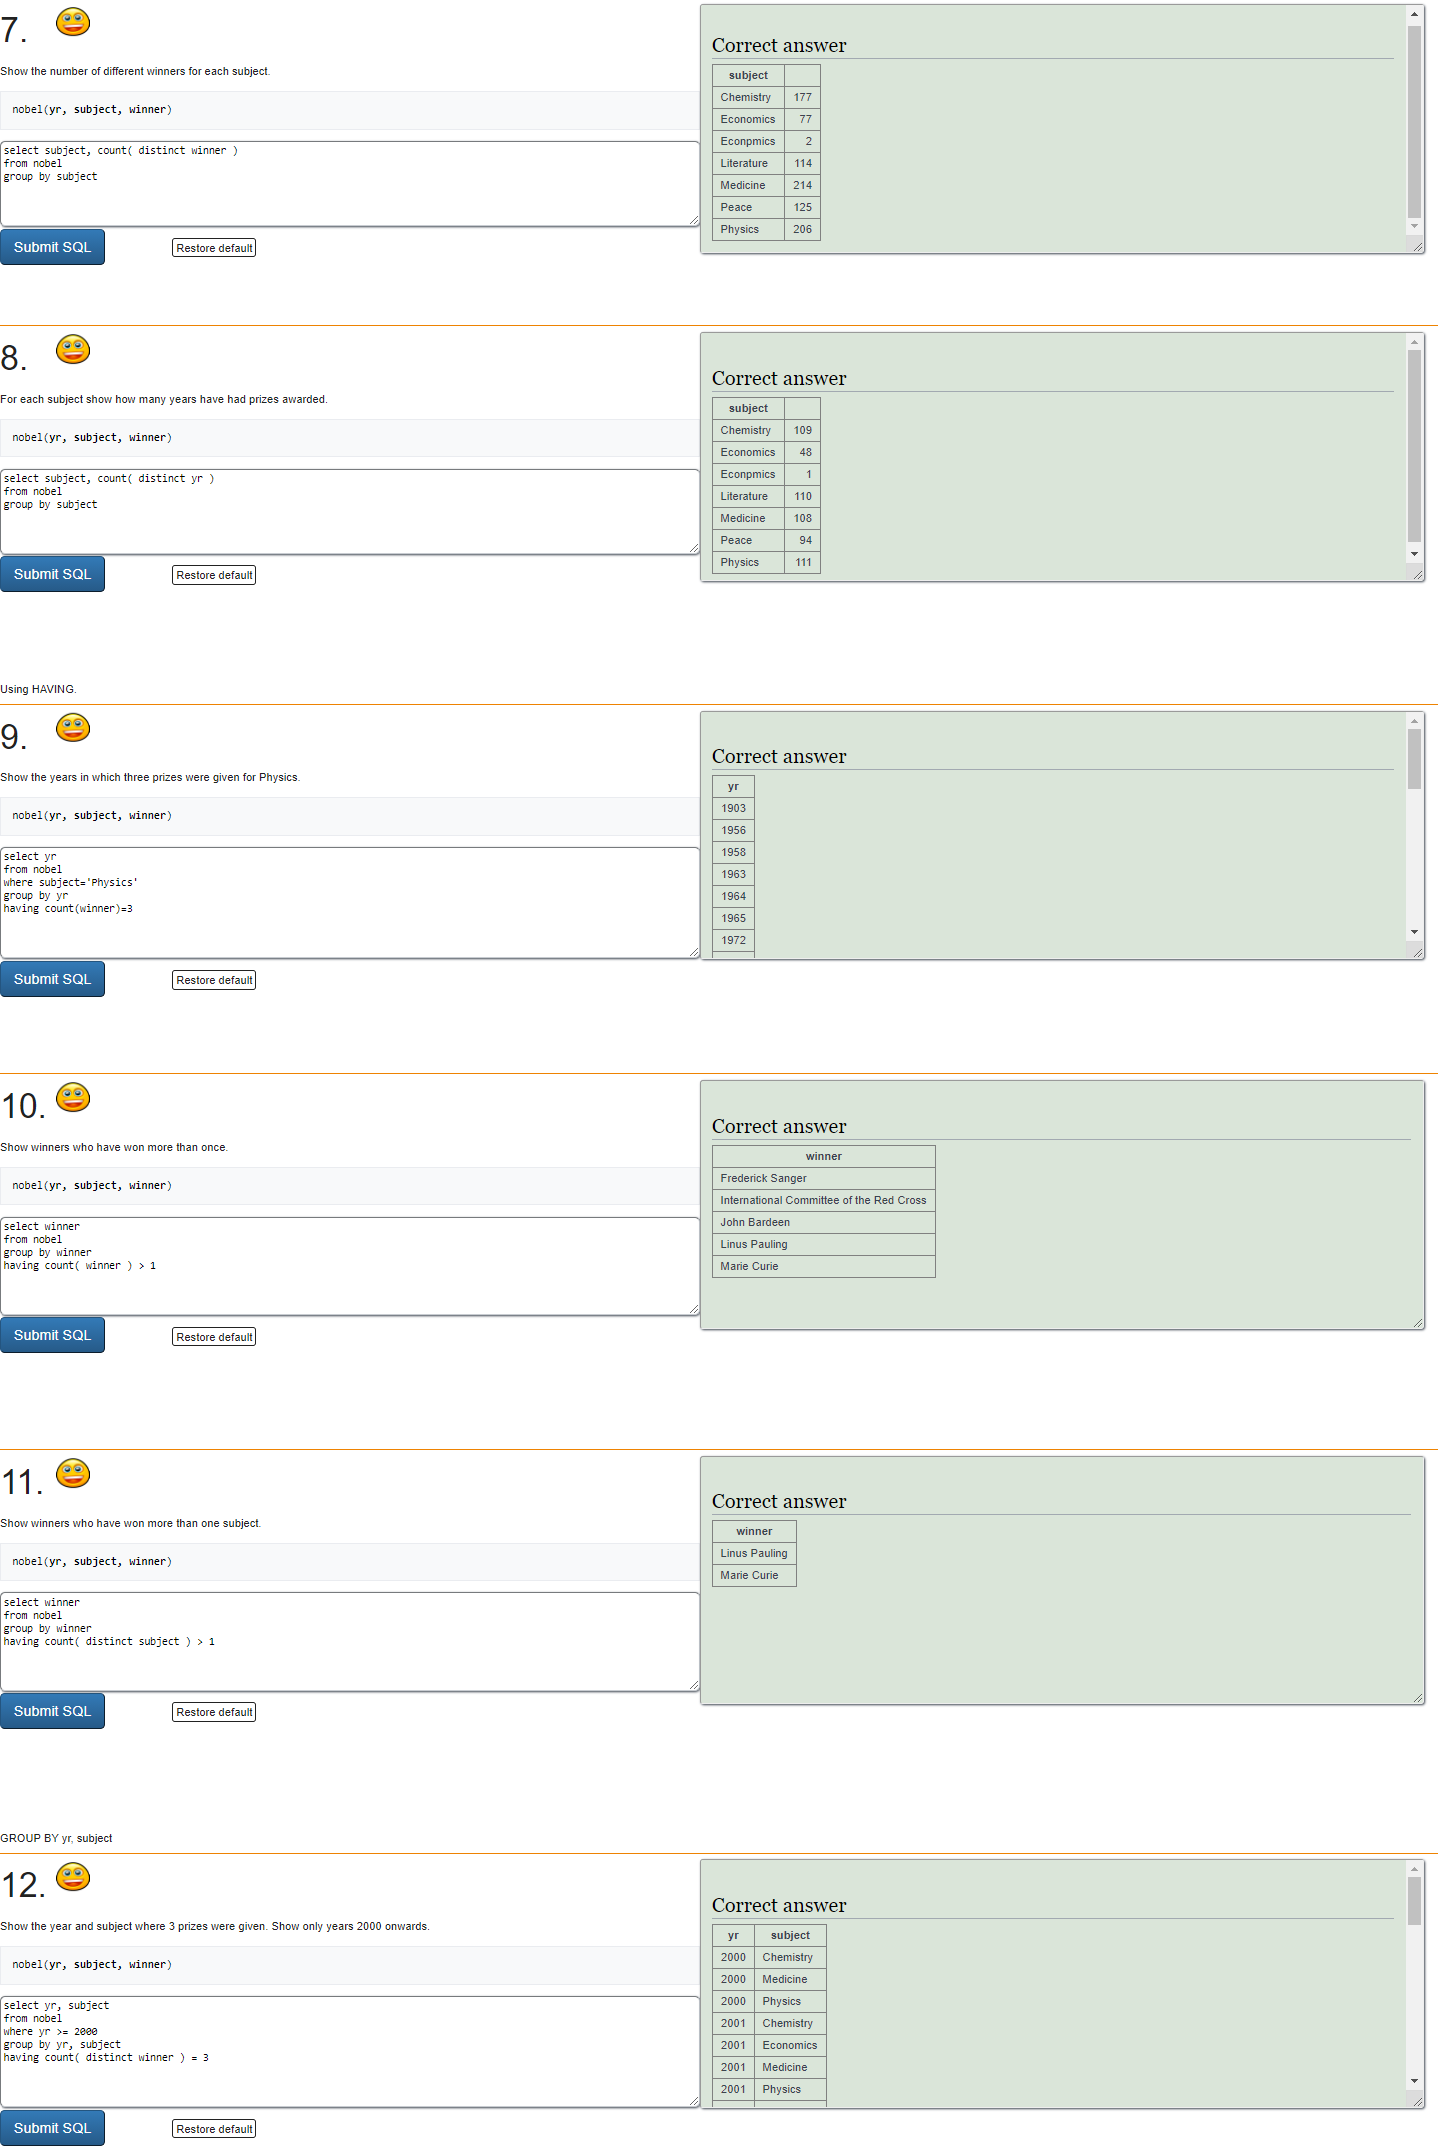 7.
Show the number of different winners for each subject.
nobel(yr, subject, winner)
select subject, count( distinct winner )
from nobel
group by subject
Submit SQL
Restore default
Correct answer
subject
Chemistry 177
Economics 77
Econpmics 2
Literature 114
Medicine 214
Peace 125
Physics 206
8.
For each subject show how many years have had prizes awarded.
nobel(yr, subject, winner)
select subject, count( distinct yr )
from nobel
group by subject
Submit SQL
Restore default
Correct answer
subject
Chemistry 109
Economics 48
Econpmics 1
Literature 110
Medicine 108
Peace 94
Physics 111
Using HAVING.
9.
Show the years in which three prizes were given for Physics.
nobel(yr, subject, winner)
select yr
from nobel
where subject='Physics'
group by yr
having count(winner)=3
Submit SQL
Restore default
Correct answer
yr
1903
1956
1958
1963
1964
1965
1972
10.
Show winners who have won more than once.
nobel(yr, subject, winner)
select winner
from nobel
group by winner
having count( winner ) > 1
Submit SQL
Restore default
Correct answer
winner
Frederick Sanger
International Committee of the Red Cross
John Bardeen
Linus Pauling
Marie Curie
11.
Show winners who have won more than one subject.
nobel(yr, subject, winner)
select winner
from nobel
group by winner
having count( distinct subject ) > 1
Submit SQL
Restore default
Correct answer
winner
Linus Pauling
Marie Curie
GROUP BY yr, subject
12.
Show the year and subject where 3 prizes were given. Show only years 2000 onwards.
nobel(yr, subject, winner)
select yr, subject
from nobel
where yr >= 2000
group by yr, subject
having count( distinct winner ) = 3
Submit SQL
Restore default
Correct answer
yr subject
2000 Chemistry
2000 Medicine
2000 Physics
2001 Chemistry
2001 Economics
2001 Medicine
2001 Physics